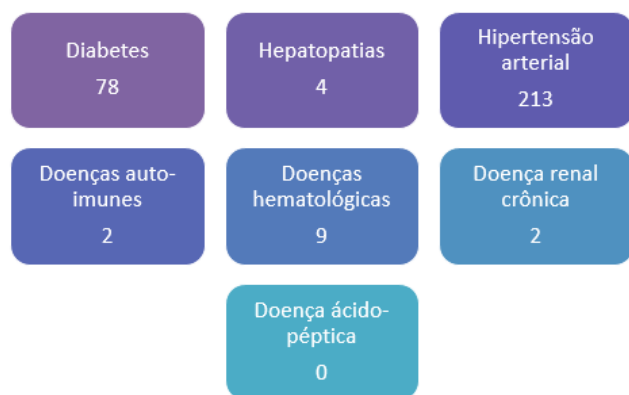 Diabetes
78
Hepatopatias
4
Hipertensão
arterial
213
Doenças auto-
imunes
2
Doenças
hematológicas
9
Doença renal
crônica
2
Doença ácido-
péptica
0